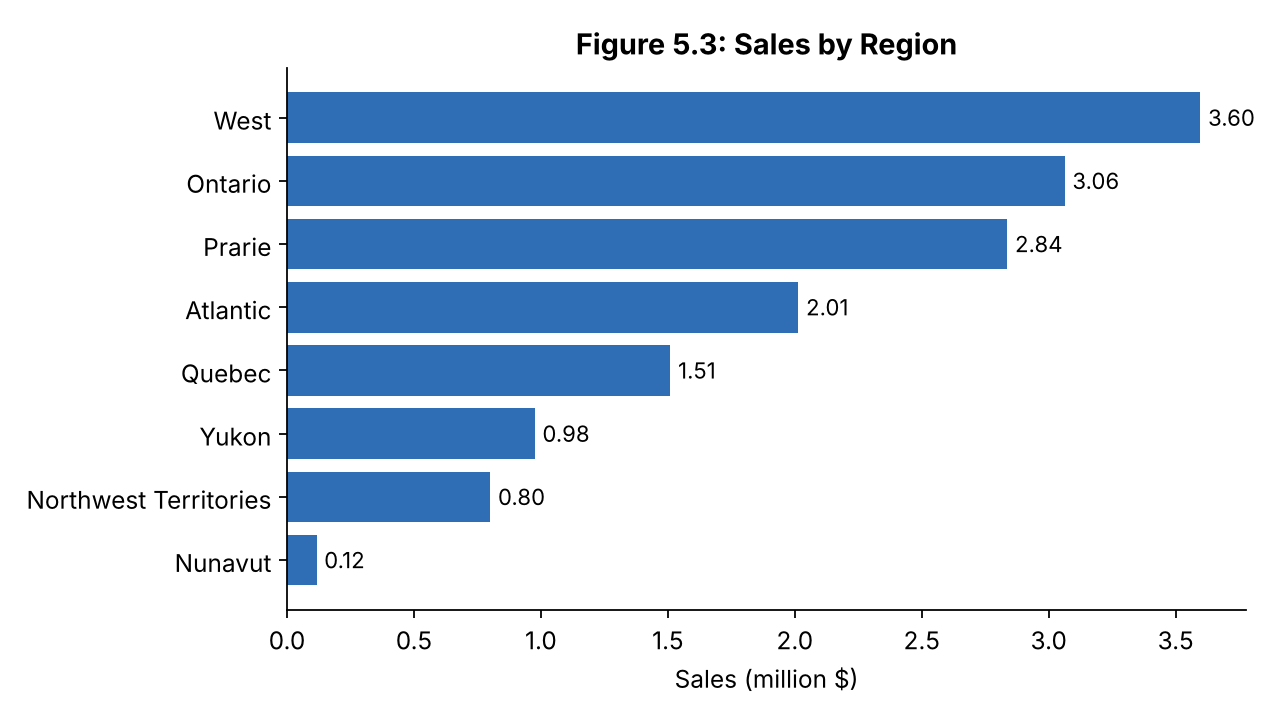 Figure 5.3: Sales by Region
West 3.60
Ontario 3.06
Prarie 2.84
Atlantic 2.01
Quebec 1.51
Yukon 0.98
Northwest Territories 0.80
Nunavut 0.12
0.0 0.5 1.0 1.5 2.0 2.5 3.0 3.5
Sales (million $)